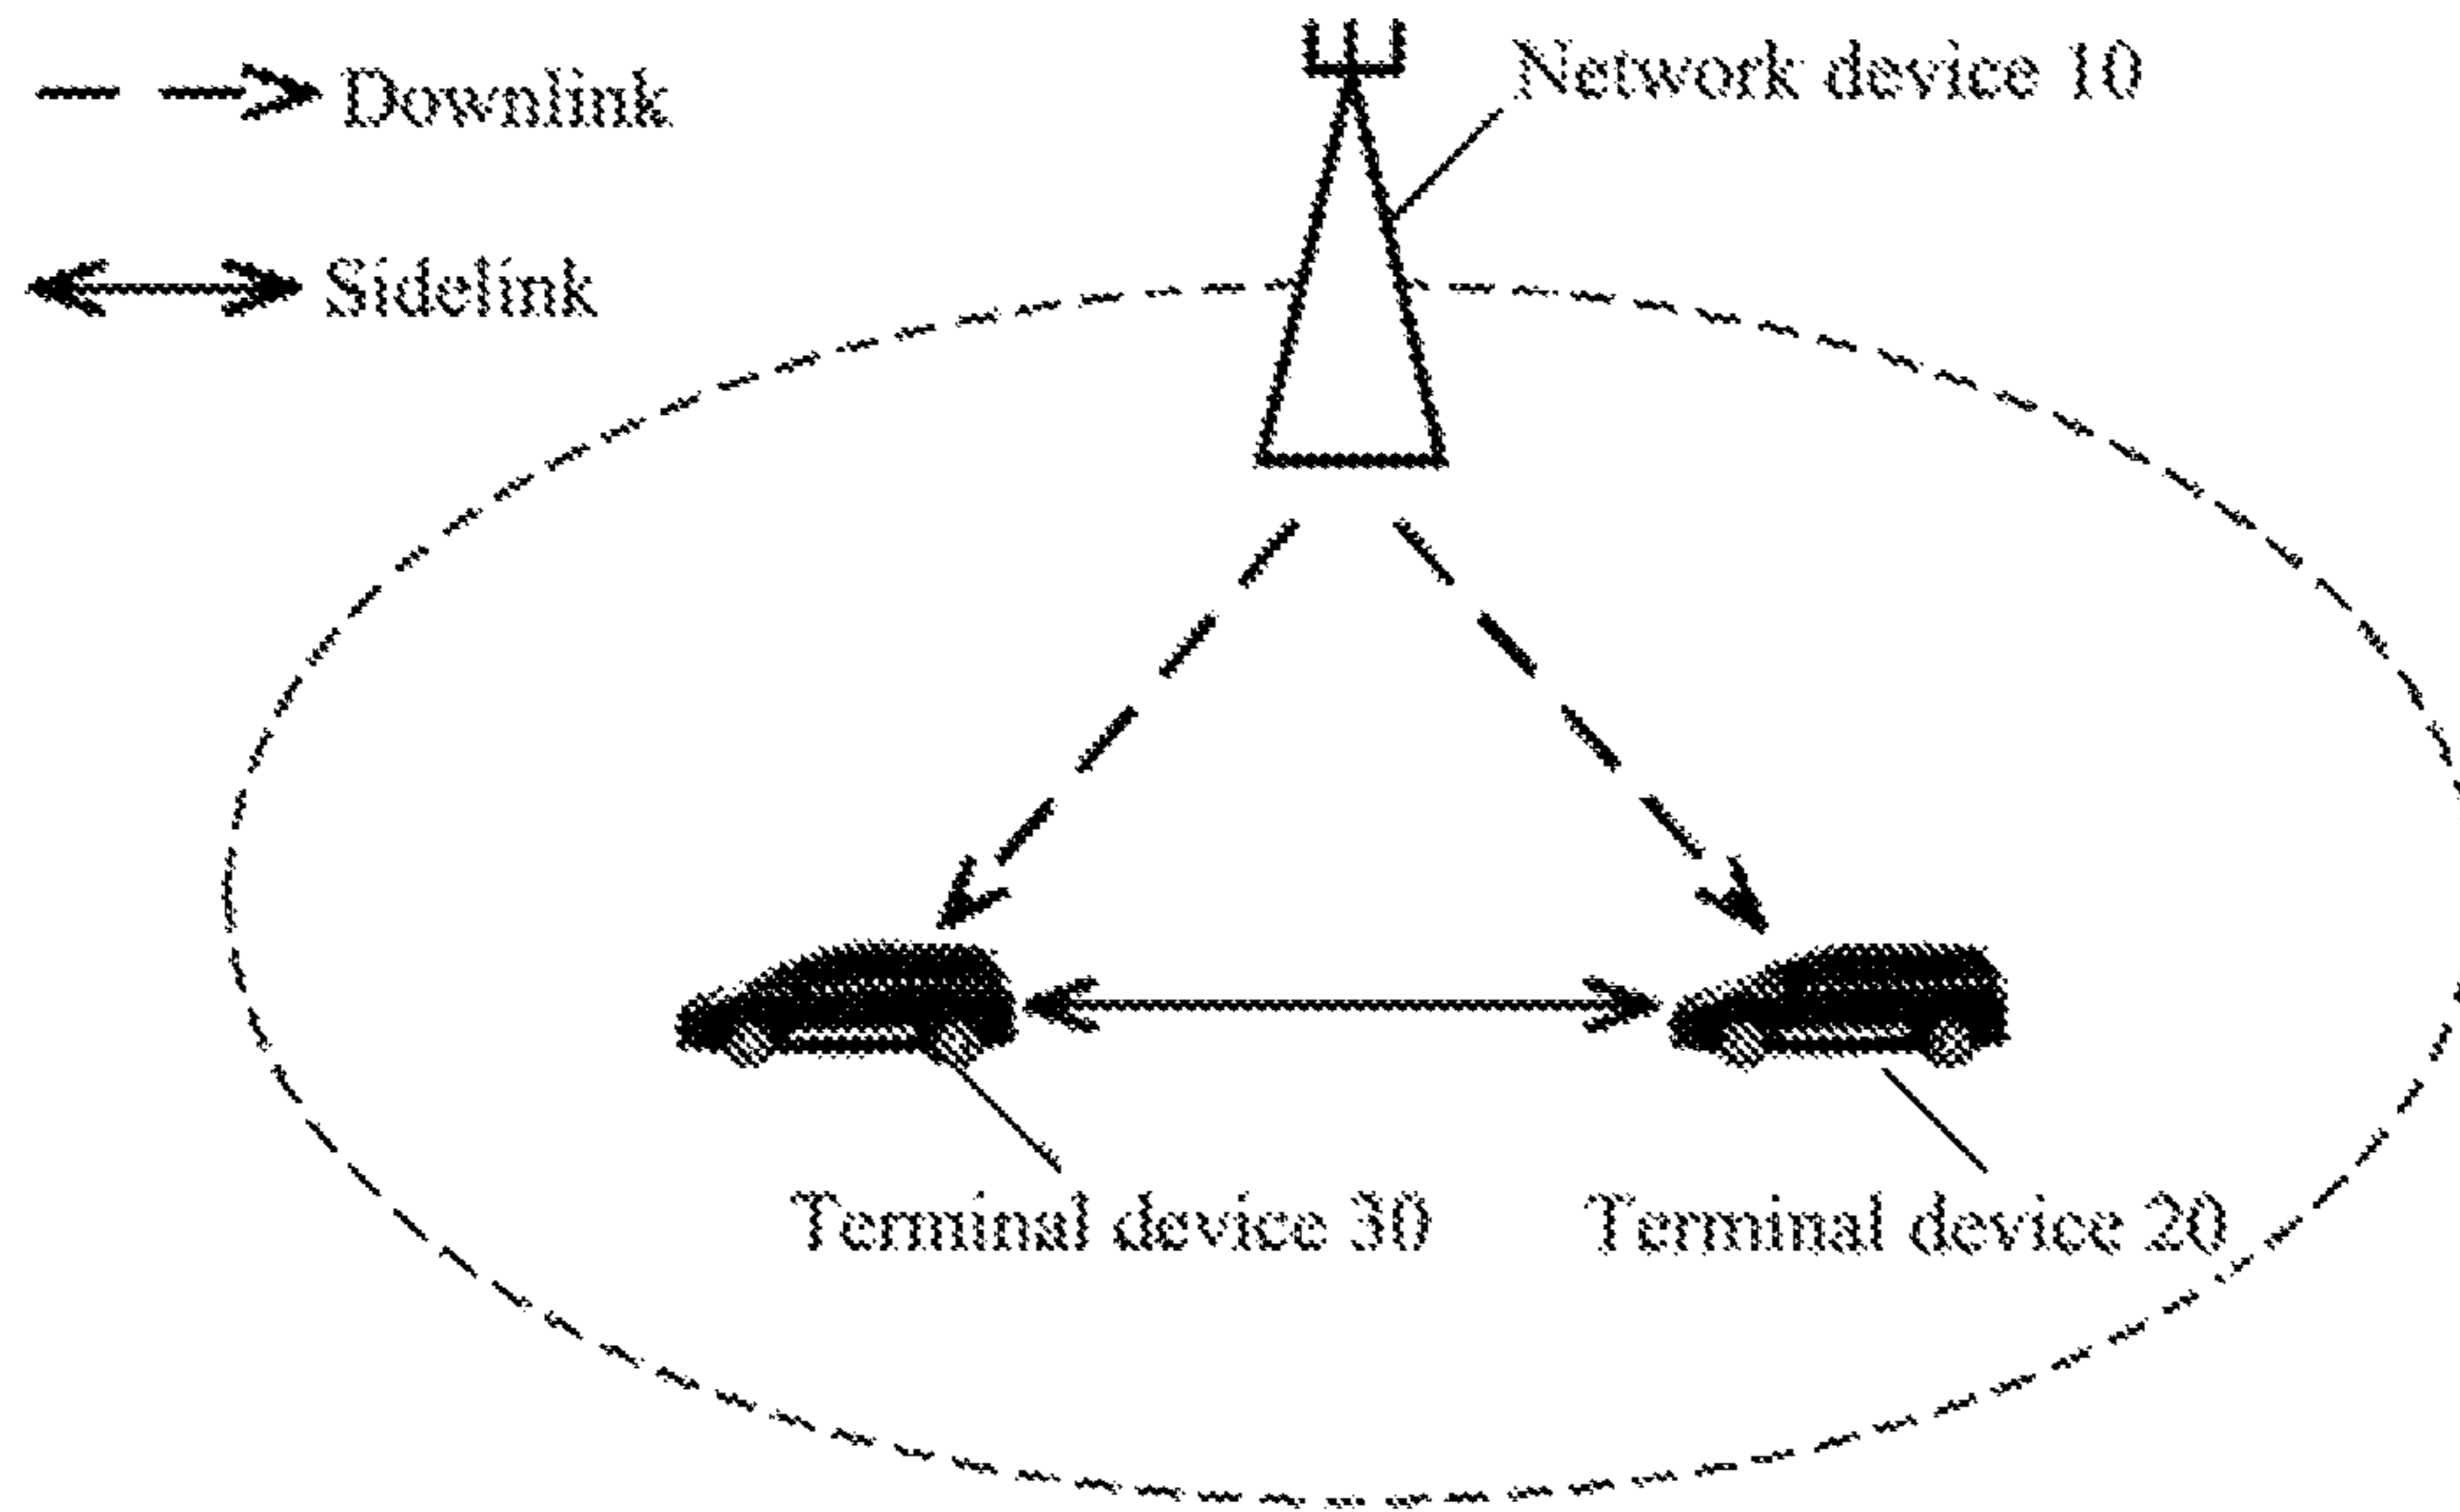 Downlink
Network device 10
Sidelink
Terminal device 30
Terminal device 20